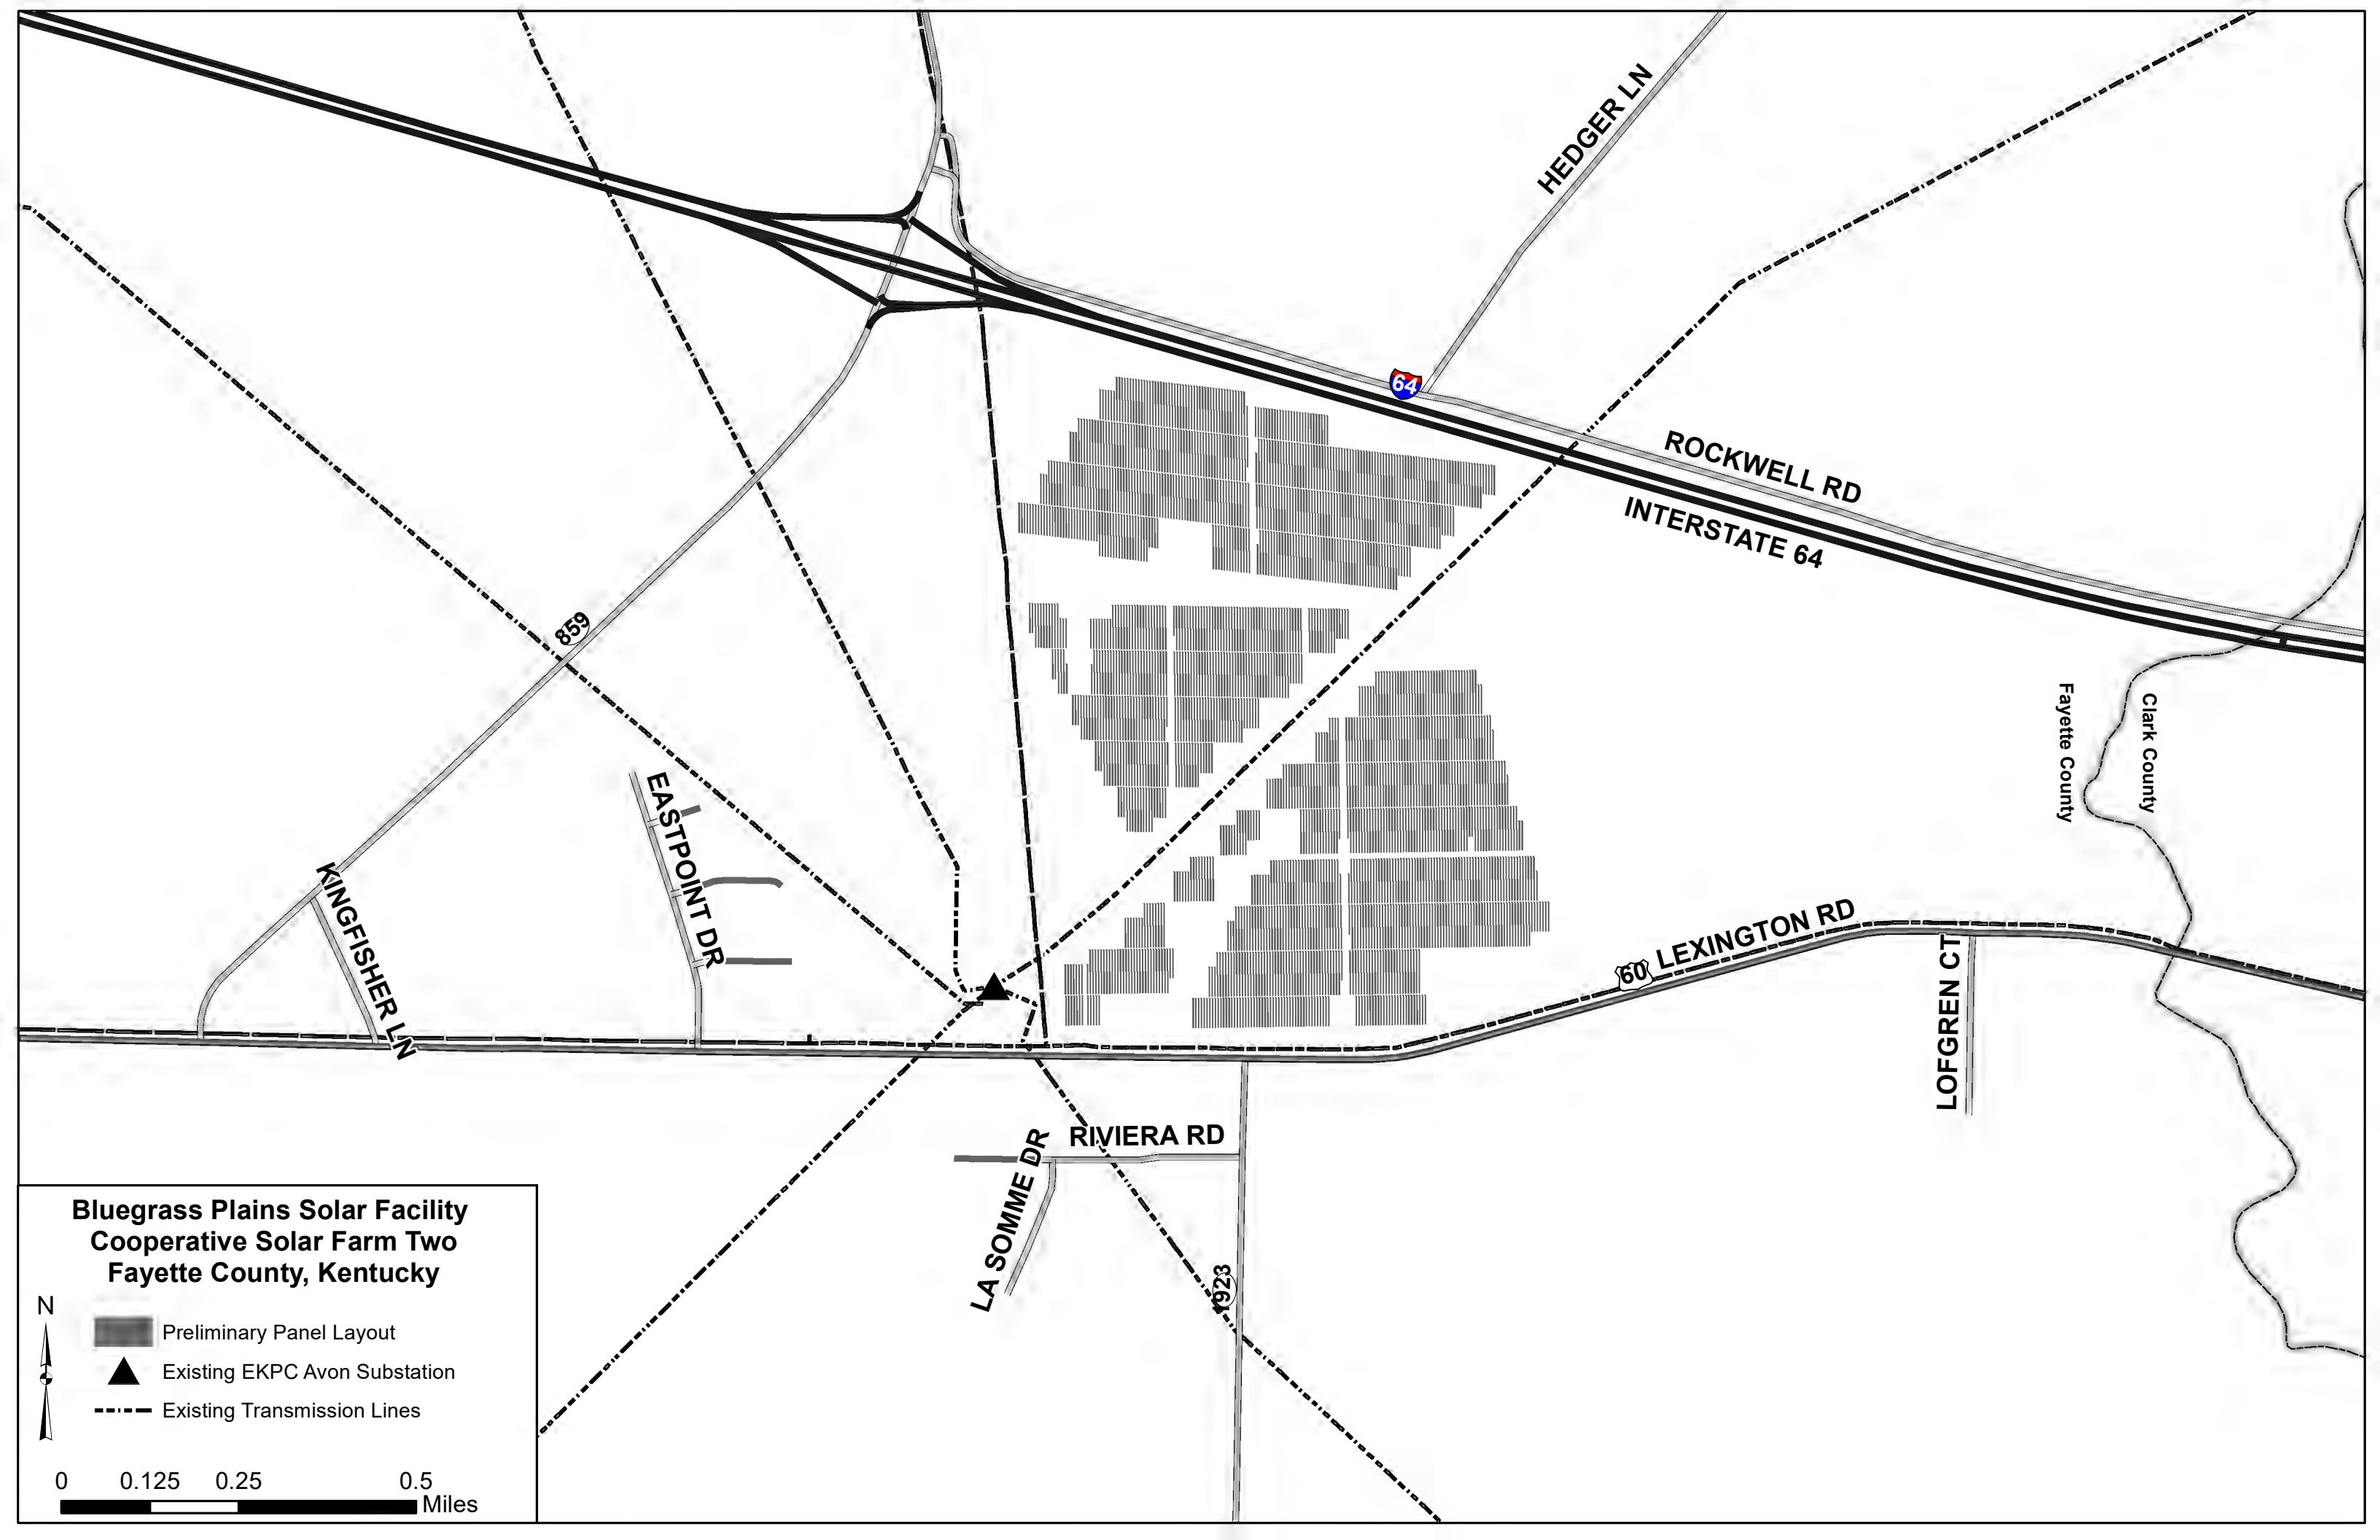 HEDGER LN
64
ROCKWELL RD
INTERSTATE 64
859
Fayette County
Clark County
EASTPOINT DR
KINGFISHER LN
60
LEXINGTON RD
LOFGREN CT
RIVIERA RD
LA SOMME DR
1923
Bluegrass Plains Solar Facility
Cooperative Solar Farm Two
Fayette County, Kentucky
N
Preliminary Panel Layout
Existing EKPC Avon Substation
Existing Transmission Lines
0 0.125 0.25 0.5
Miles